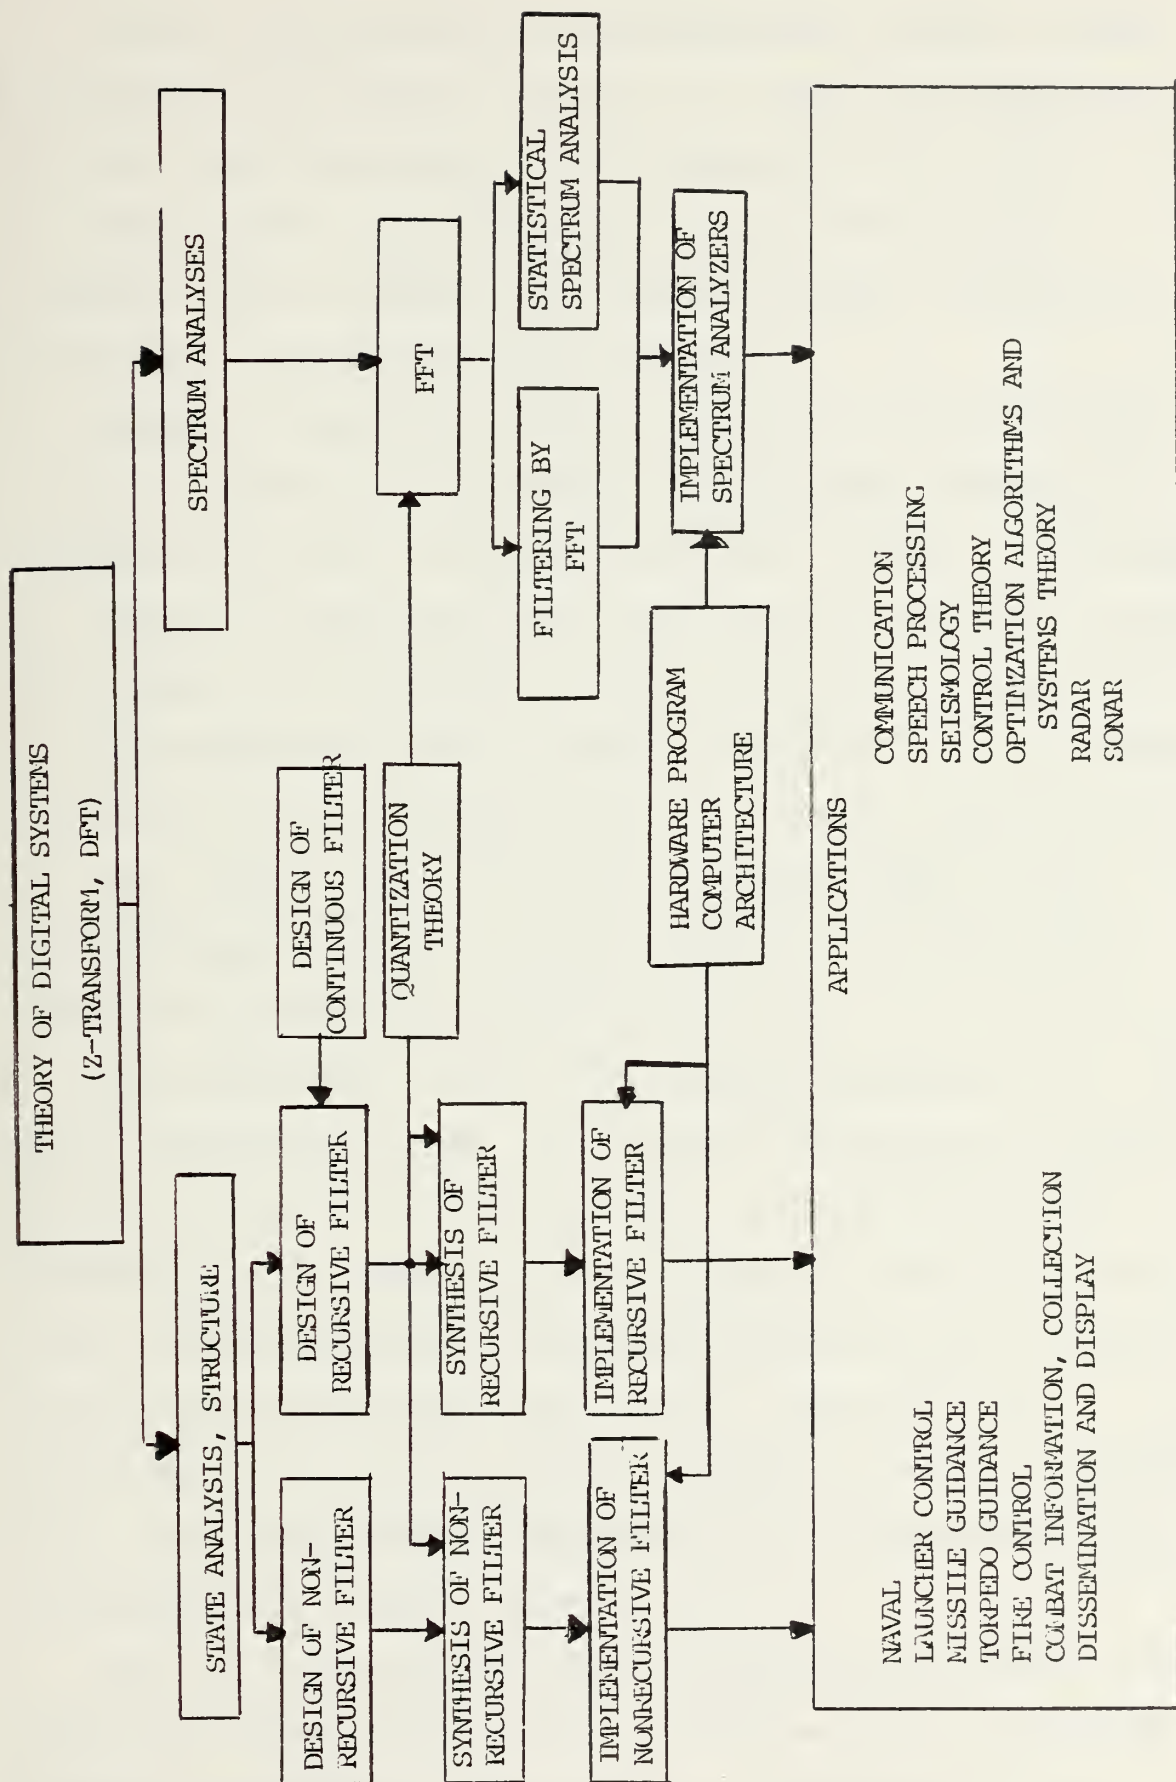 THEORY OF DIGITAL SYSTEMS
(Z-TRANSFORM, DFT)
STATE ANALYSIS, STRUCTURE
SPECTRUM ANALYSES
DESIGN OF NON-
RECURSIVE FILTER
DESIGN OF
RECURSIVE FILTER
DESIGN OF
CONTINUOUS FILTER
QUANTIZATION
THEORY
FFT
SYNTHESIS OF NON-
RECURSIVE FILTER
SYNTHESIS OF
RECURSIVE FILTER
FILTERING BY
FFT
STATISTICAL
SPECTRUM ANALYSIS
IMPLEMENTATION OF
NONRECURSIVE FILTER
IMPLEMENTATION OF
RECURSIVE FILTER
HARDWARE PROGRAM
COMPUTER
ARCHITECTURE
IMPLEMENTATION OF
SPECTRUM ANALYZERS
APPLICATIONS
NAVAL
LAUNCHER CONTROL
MISSILE GUIDANCE
TORPEDO GUIDANCE
FIRE CONTROL
COMBAT INFORMATION, COLLECTION
DISSEMINATION AND DISPLAY
COMMUNICATION
SPEECH PROCESSING
SEISMOLOGY
CONTROL THEORY
OPTIMIZATION ALGORITHMS AND
SYSTEMS THEORY
RADAR
SONAR